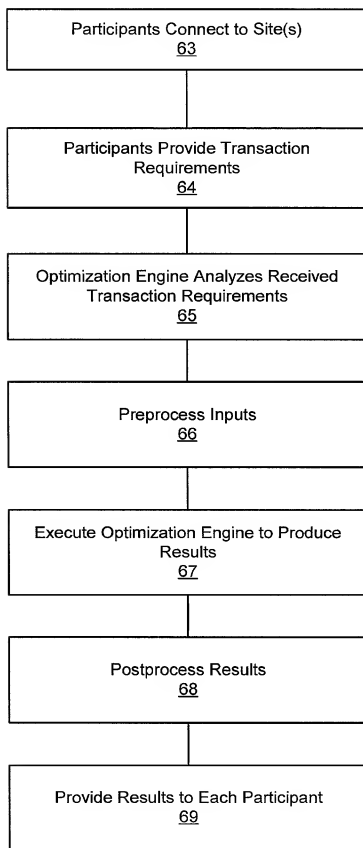 Participants Connect to Site(s)
63
Participants Provide Transaction
Requirements
64
Optimization Engine Analyzes Received
Transaction Requirements
65
Preprocess Inputs
66
Execute Optimization Engine to Produce
Results
67
Postprocess Results
68
Provide Results to Each Participant
69